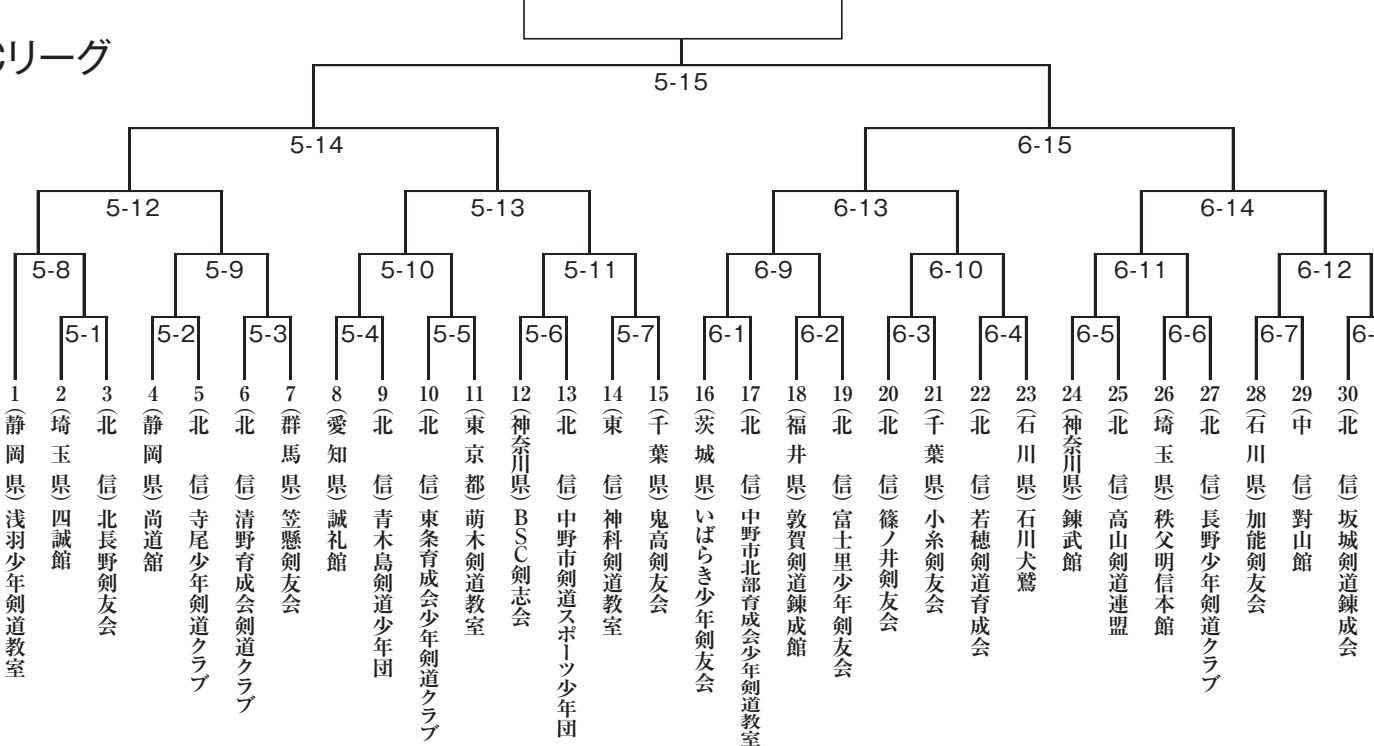 リーグ
5-15
5-14
6-15
5-12
5-13
6-13
6-14
5-8
5-9
5-10
5-11
6-9
6-10
6-11
6-12
5-1
5-2
5-3
5-4
5-5
5-6
5-7
6-1
6-2
6-3
6-4
6-5
6-6
6-7
6-
1 (静岡県) 浅羽少年剣道教室
2 (埼玉県) 四誠館
3 (北信) 北長野剣友会
4 (静岡県) 尚道舘
5 (北信) 寺尾少年剣道クラブ
6 (北信) 清野育成会剣道クラブ
7 (群馬県) 笠懸剣友会
8 (愛知県) 誠礼館
9 (北信) 青木島剣道少年団
10 (北信) 東条育成会少年剣道クラブ
11 (東京都) 萌木剣道教室
12 (神奈川県) BSC剣志会
13 (北信) 中野市剣道スポーツ少年団
14 (東信) 神科剣道教室
15 (千葉県) 鬼高剣友会
16 (茨城県) いばらき少年剣友会
17 (北信) 中野市北部育成会少年剣道教室
18 (福井県) 敦賀剣道錬成館
19 (北信) 富士里少年剣友会
20 (北信) 篠ノ井剣友会
21 (千葉県) 小糸剣友会
22 (北信) 若穂剣道育成会
23 (石川県) 石川犬鷲
24 (神奈川県) 錬武館
25 (北信) 高山剣道連盟
26 (埼玉県) 秩父明信本館
27 (北信) 長野少年剣道クラブ
28 (石川県) 加能剣友会
29 (中信) 對山館
30 (北信) 坂城剣道錬成会